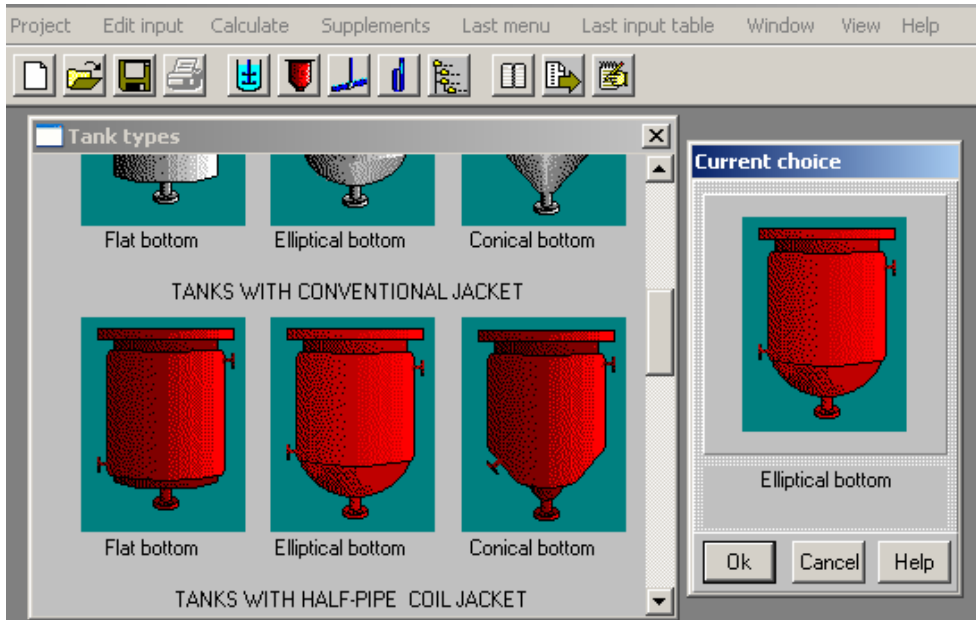 Project Edit input Calculate Supplements Last menu Last input table Window View Help
Tank types
Flat bottom Elliptical bottom Conical bottom
TANKS WITH CONVENTIONAL JACKET
Flat bottom Elliptical bottom Conical bottom
TANKS WITH HALF-PIPE COIL JACKET
Current choice
Elliptical bottom
Ok Cancel Help